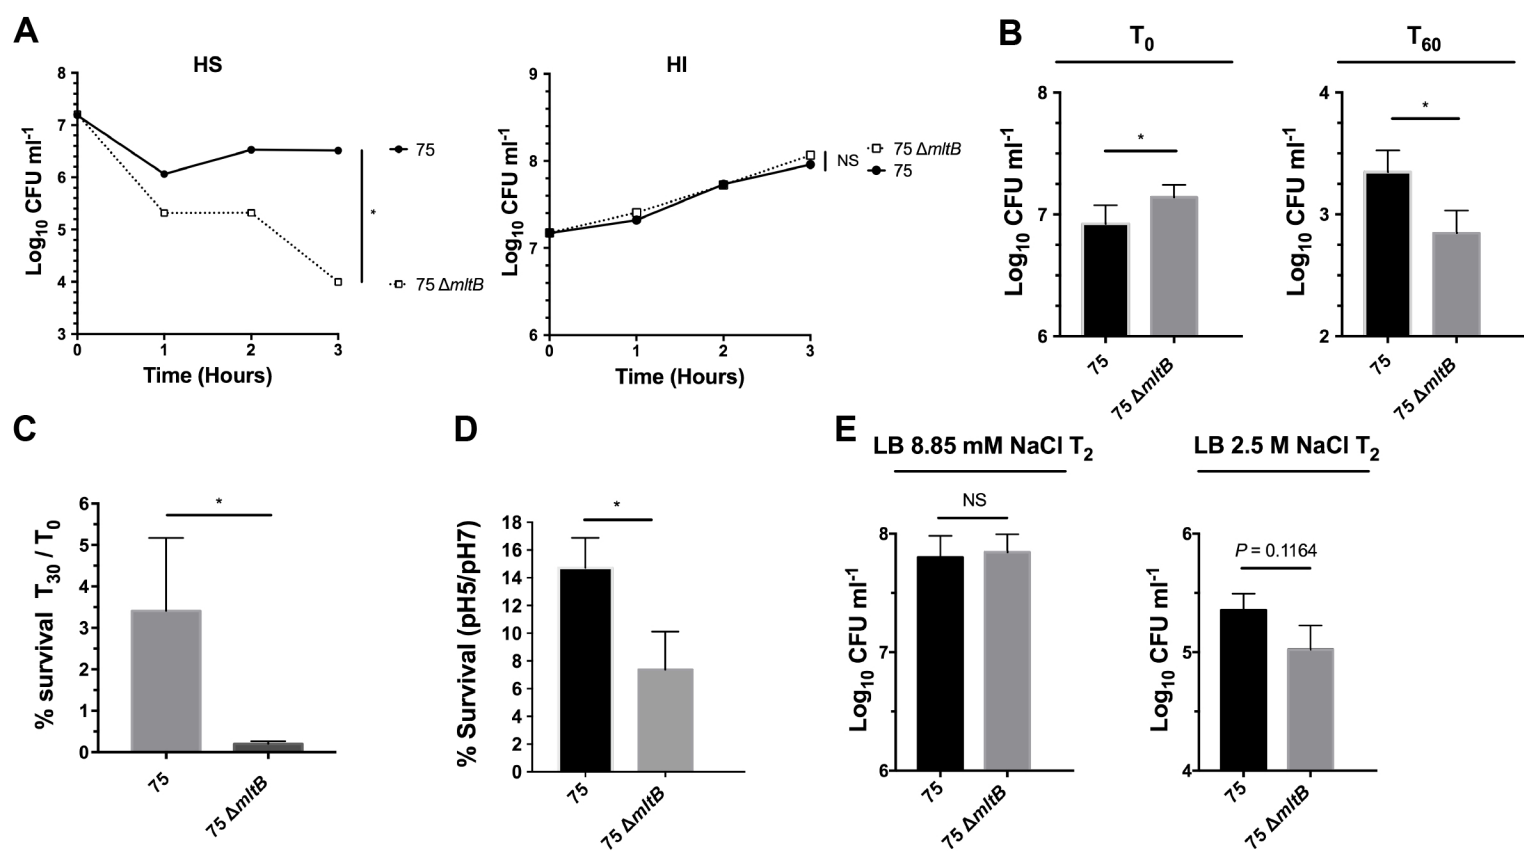 A
HS
Log10 CFU ml-1
8
7
6
5
4
3
0
1
2
3
Time (Hours)
75
*
75 ΔmltB
HI
Log10 CFU ml-1
9
8
7
6
0
1
2
3
Time (Hours)
NS
75 ΔmltB
75
B
T0
Log10 CFU ml-1
8
7
6
*
75
75 ΔmltB
T60
Log10 CFU ml-1
4
3
2
*
75
75 ΔmltB
C
% survival T30 / T0
6
5
4
3
2
1
0
*
75
75 ΔmltB
D
% Survival (pH5/pH7)
18
16
14
12
10
8
6
4
2
0
*
75
75 ΔmltB
E
LB 8.85 mM NaCl T2
NS
Log10 CFU ml-1
8
7
6
75
75 ΔmltB
LB 2.5 M NaCl T2
P = 0.1164
Log10 CFU ml-1
6
5
4
75
75 ΔmltB